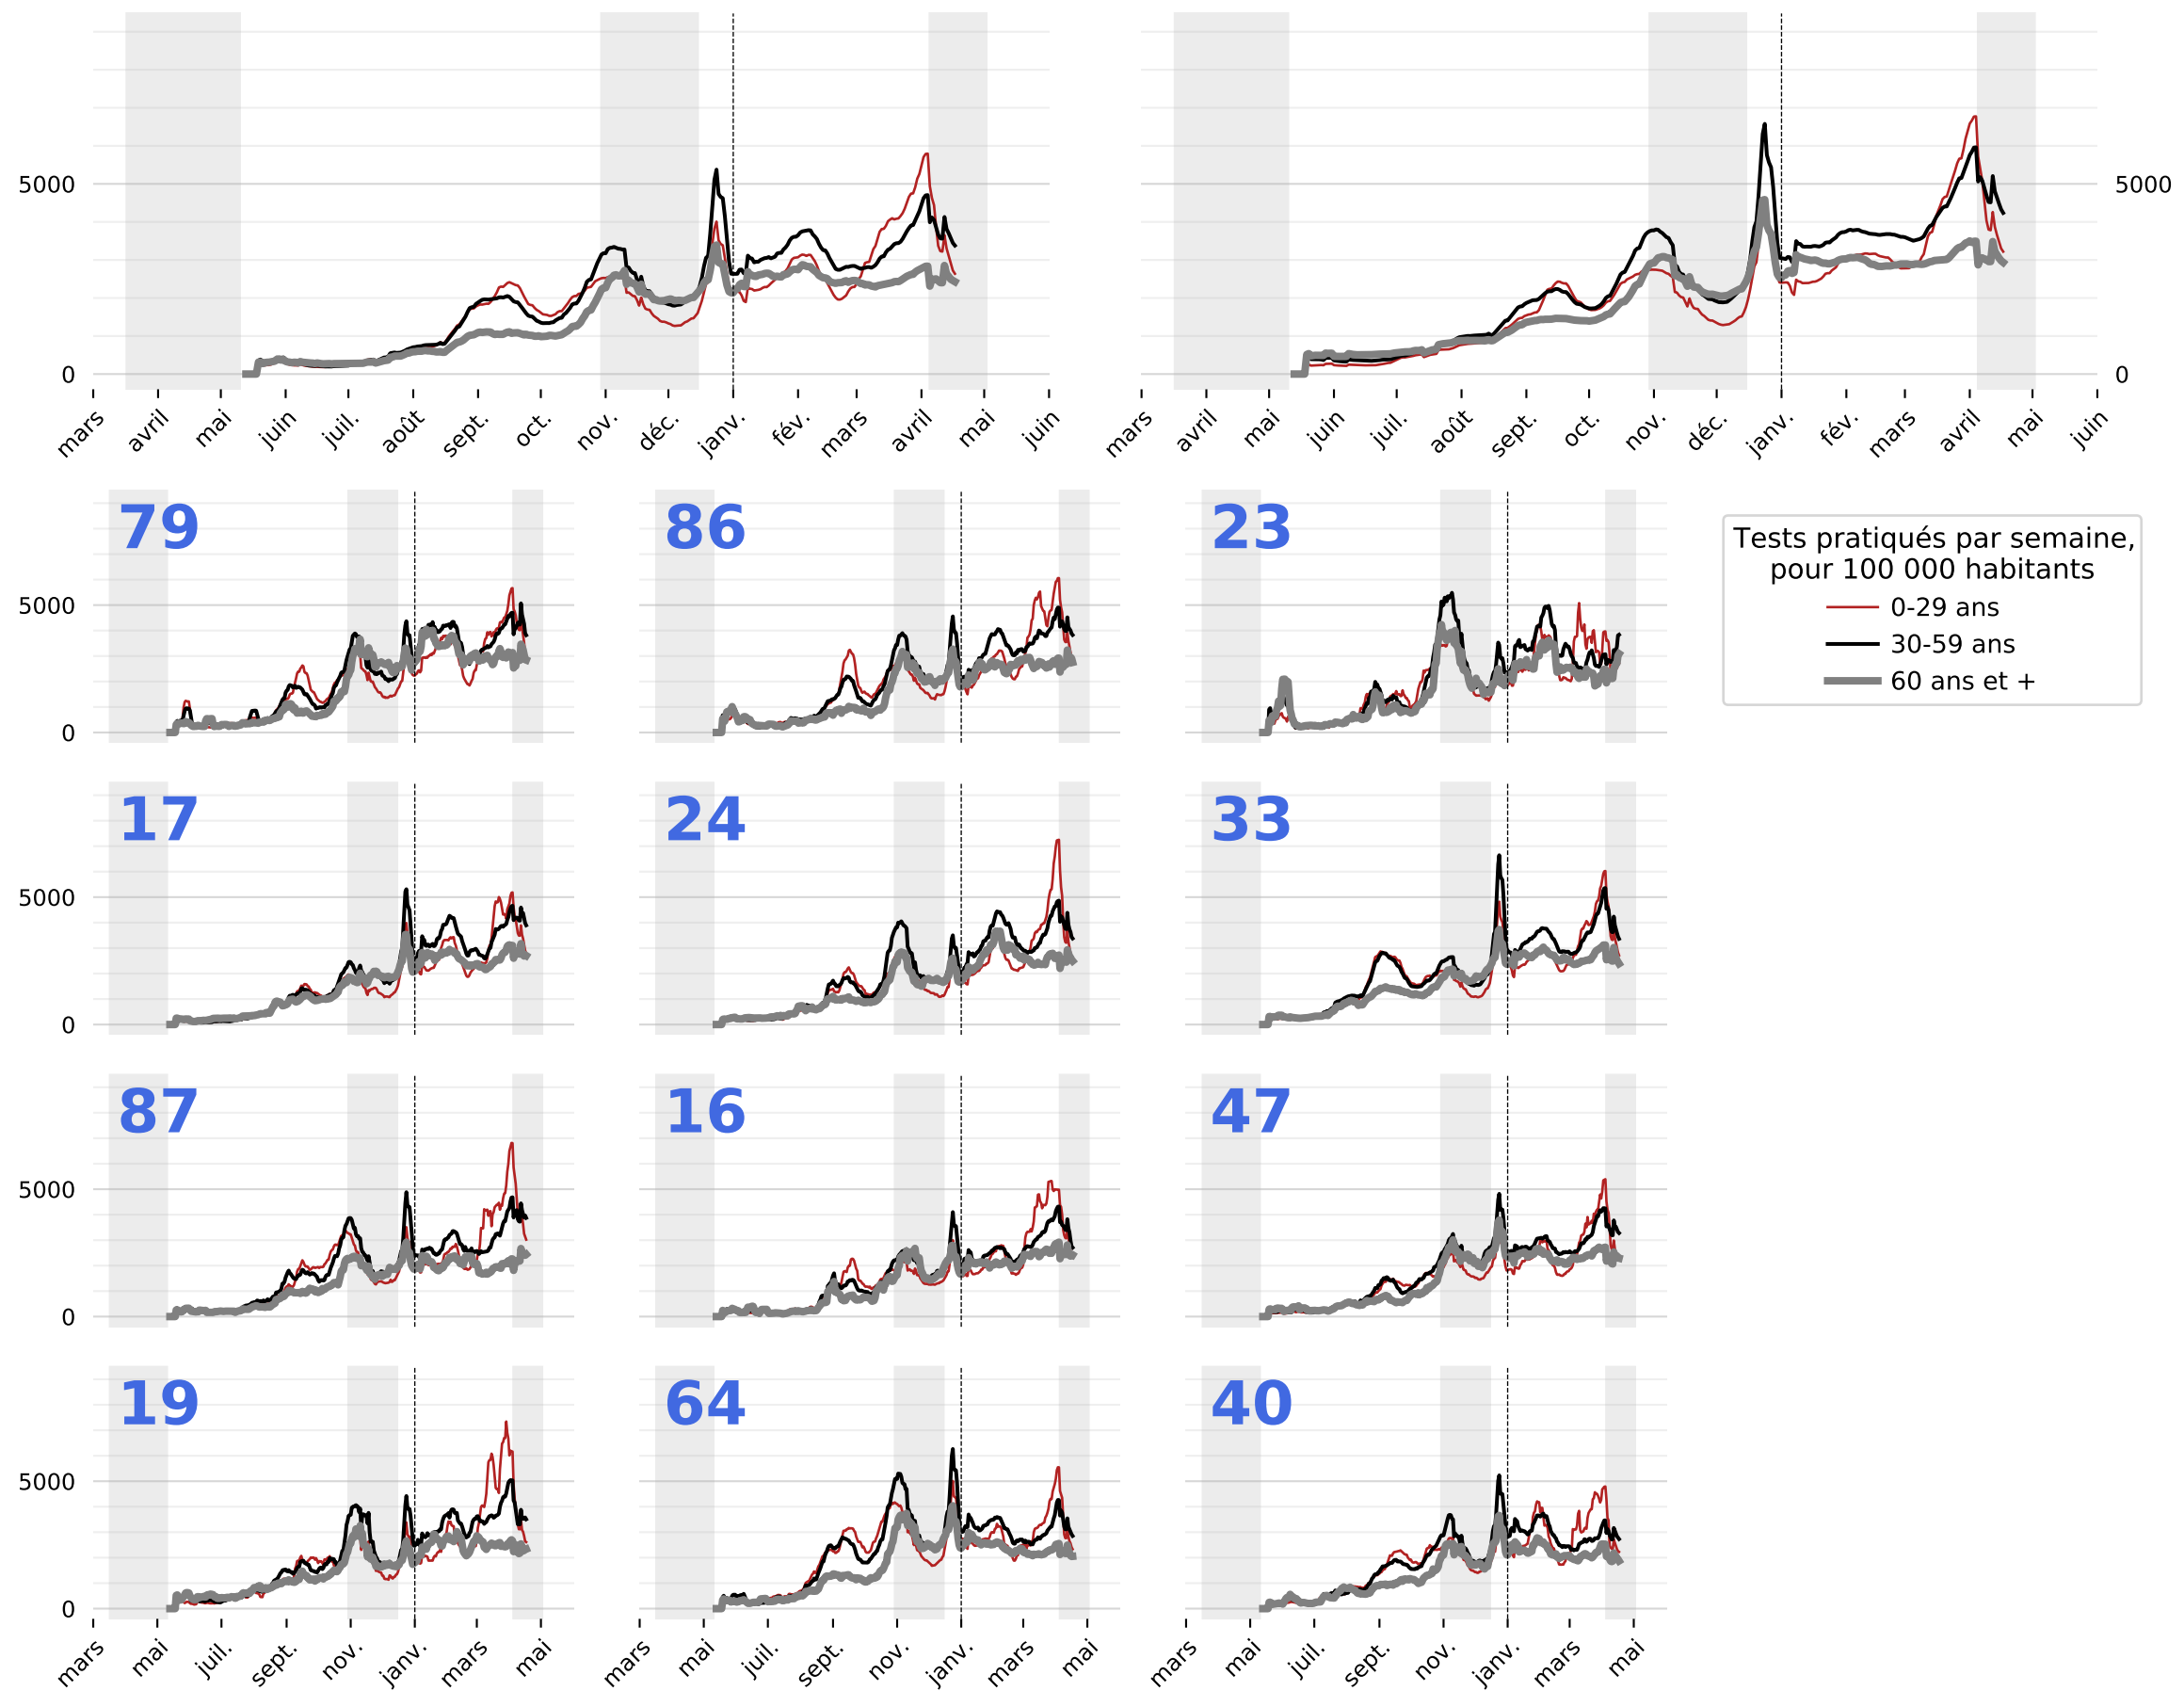 5000
0
mars avril mai juin juil. août sept. oct. nov. déc. janv. fév. mars avril mai juin
5000
0
mars avril mai juin juil. août sept. oct. nov. déc. janv. fév. mars avril mai juin
79
86
23
5000
0
Tests pratiqués par semaine,
pour 100 000 habitants
0-29 ans
30-59 ans
60 ans et +
17
24
33
5000
0
87
16
47
5000
0
19
64
40
5000
0
mars mai juil. sept. nov. janv. mars mai
mars mai juil. sept. nov. janv. mars mai
mars mai juil. sept. nov. janv. mars mai